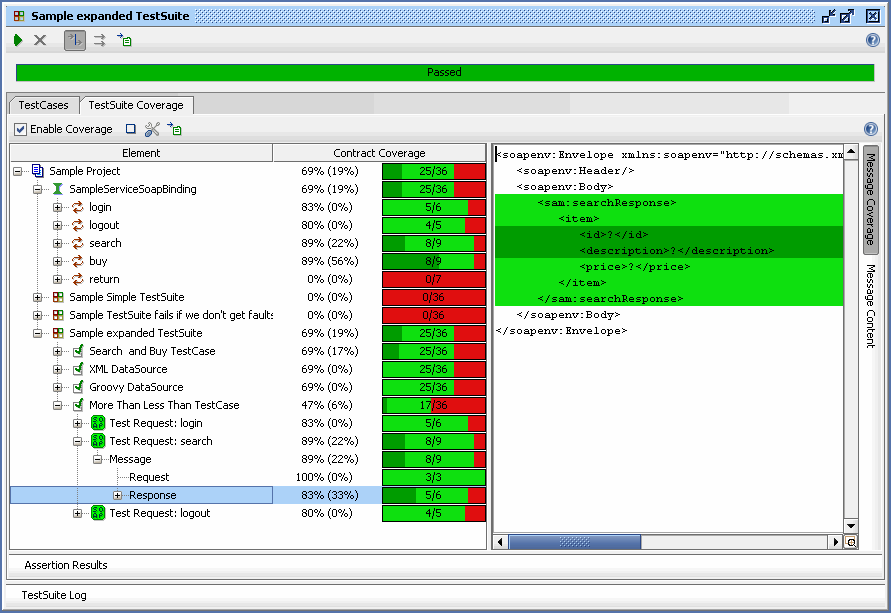 Sample expanded TestSuite
Passed
TestCases TestSuite Coverage
Enable Coverage
Element Contract Coverage
Sample Project 69% (19%) 25/36
SampleServiceSoapBinding 69% (19%) 25/36
login 83% (0%) 5/6
logout 80% (0%) 4/5
search 89% (22%) 8/9
buy 89% (56%) 8/9
return 0% (0%) 0/7
Sample Simple TestSuite 0% (0%) 0/36
Sample TestSuite fails if we don't get faults 0% (0%) 0/36
Sample expanded TestSuite 69% (19%) 25/36
Search and Buy TestCase 69% (17%) 25/36
XML DataSource 69% (0%) 25/36
Groovy DataSource 69% (0%) 25/36
More Than Less Than TestCase 47% (6%) 17/36
Test Request: login 83% (0%) 5/6
Test Request: search 89% (22%) 8/9
Message 89% (22%) 8/9
Request 100% (0%) 3/3
Response 83% (33%) 5/6
Test Request: logout 80% (0%) 4/5
<soapenv:Envelope xmlns:soapenv="http://schemas.xm
<soapenv:Header/>
<soapenv:Body>
<sam:searchResponse>
<item>
<id>?</id>
<description>?</description>
<price>?</price>
</item>
</sam:searchResponse>
</soapenv:Body>
</soapenv:Envelope>
Message Coverage
Message Content
Assertion Results
TestSuite Log